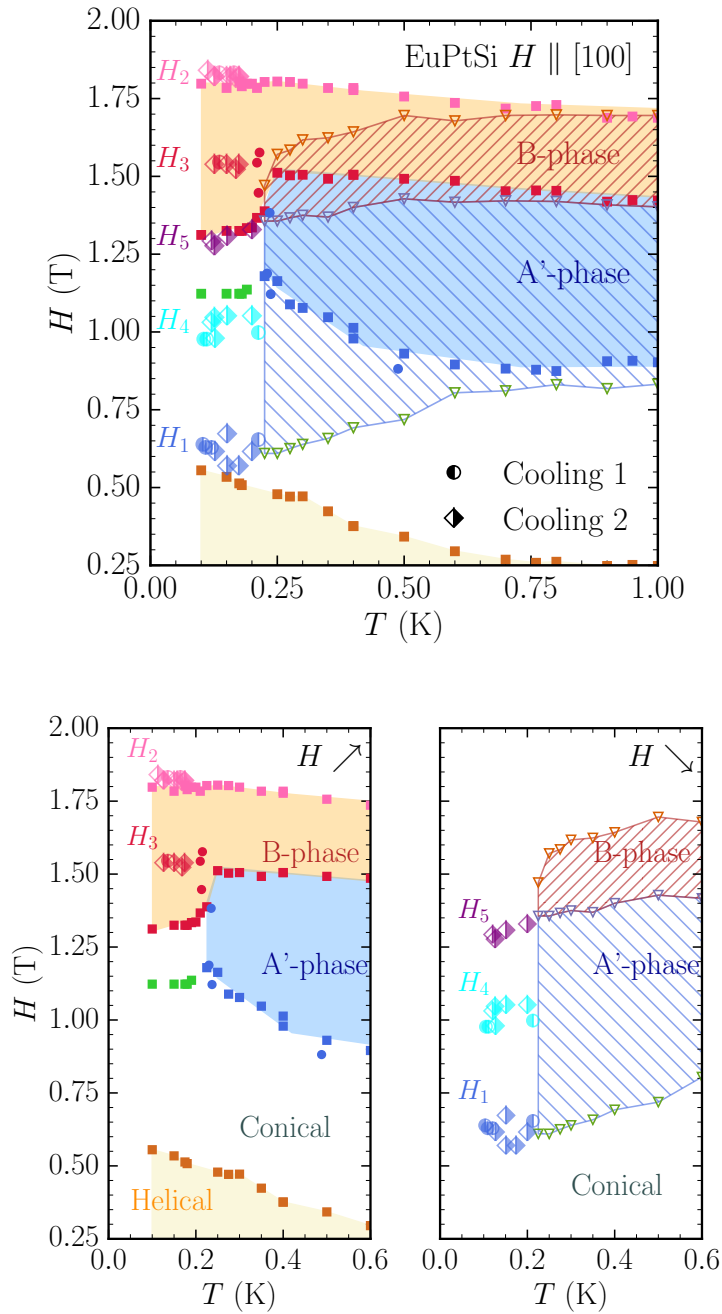 EuPtSi H ∥ [100]
2.00
1.75
1.50
1.25
1.00
0.75
0.50
0.25
H (T)
H₂
H₃
H₅
H₄
H₁
B-phase
A'-phase
Cooling 1
Cooling 2
0.00 0.25 0.50 0.75 1.00
T (K)
2.00
1.75
1.50
1.25
1.00
0.75
0.50
0.25
H (T)
H ↗
H₂
H₃
B-phase
A'-phase
Conical
Helical
0.0 0.2 0.4 0.6
T (K)
H ↘
B-phase
H₅
A'-phase
H₄
H₁
Conical
0.0 0.2 0.4 0.6
T (K)